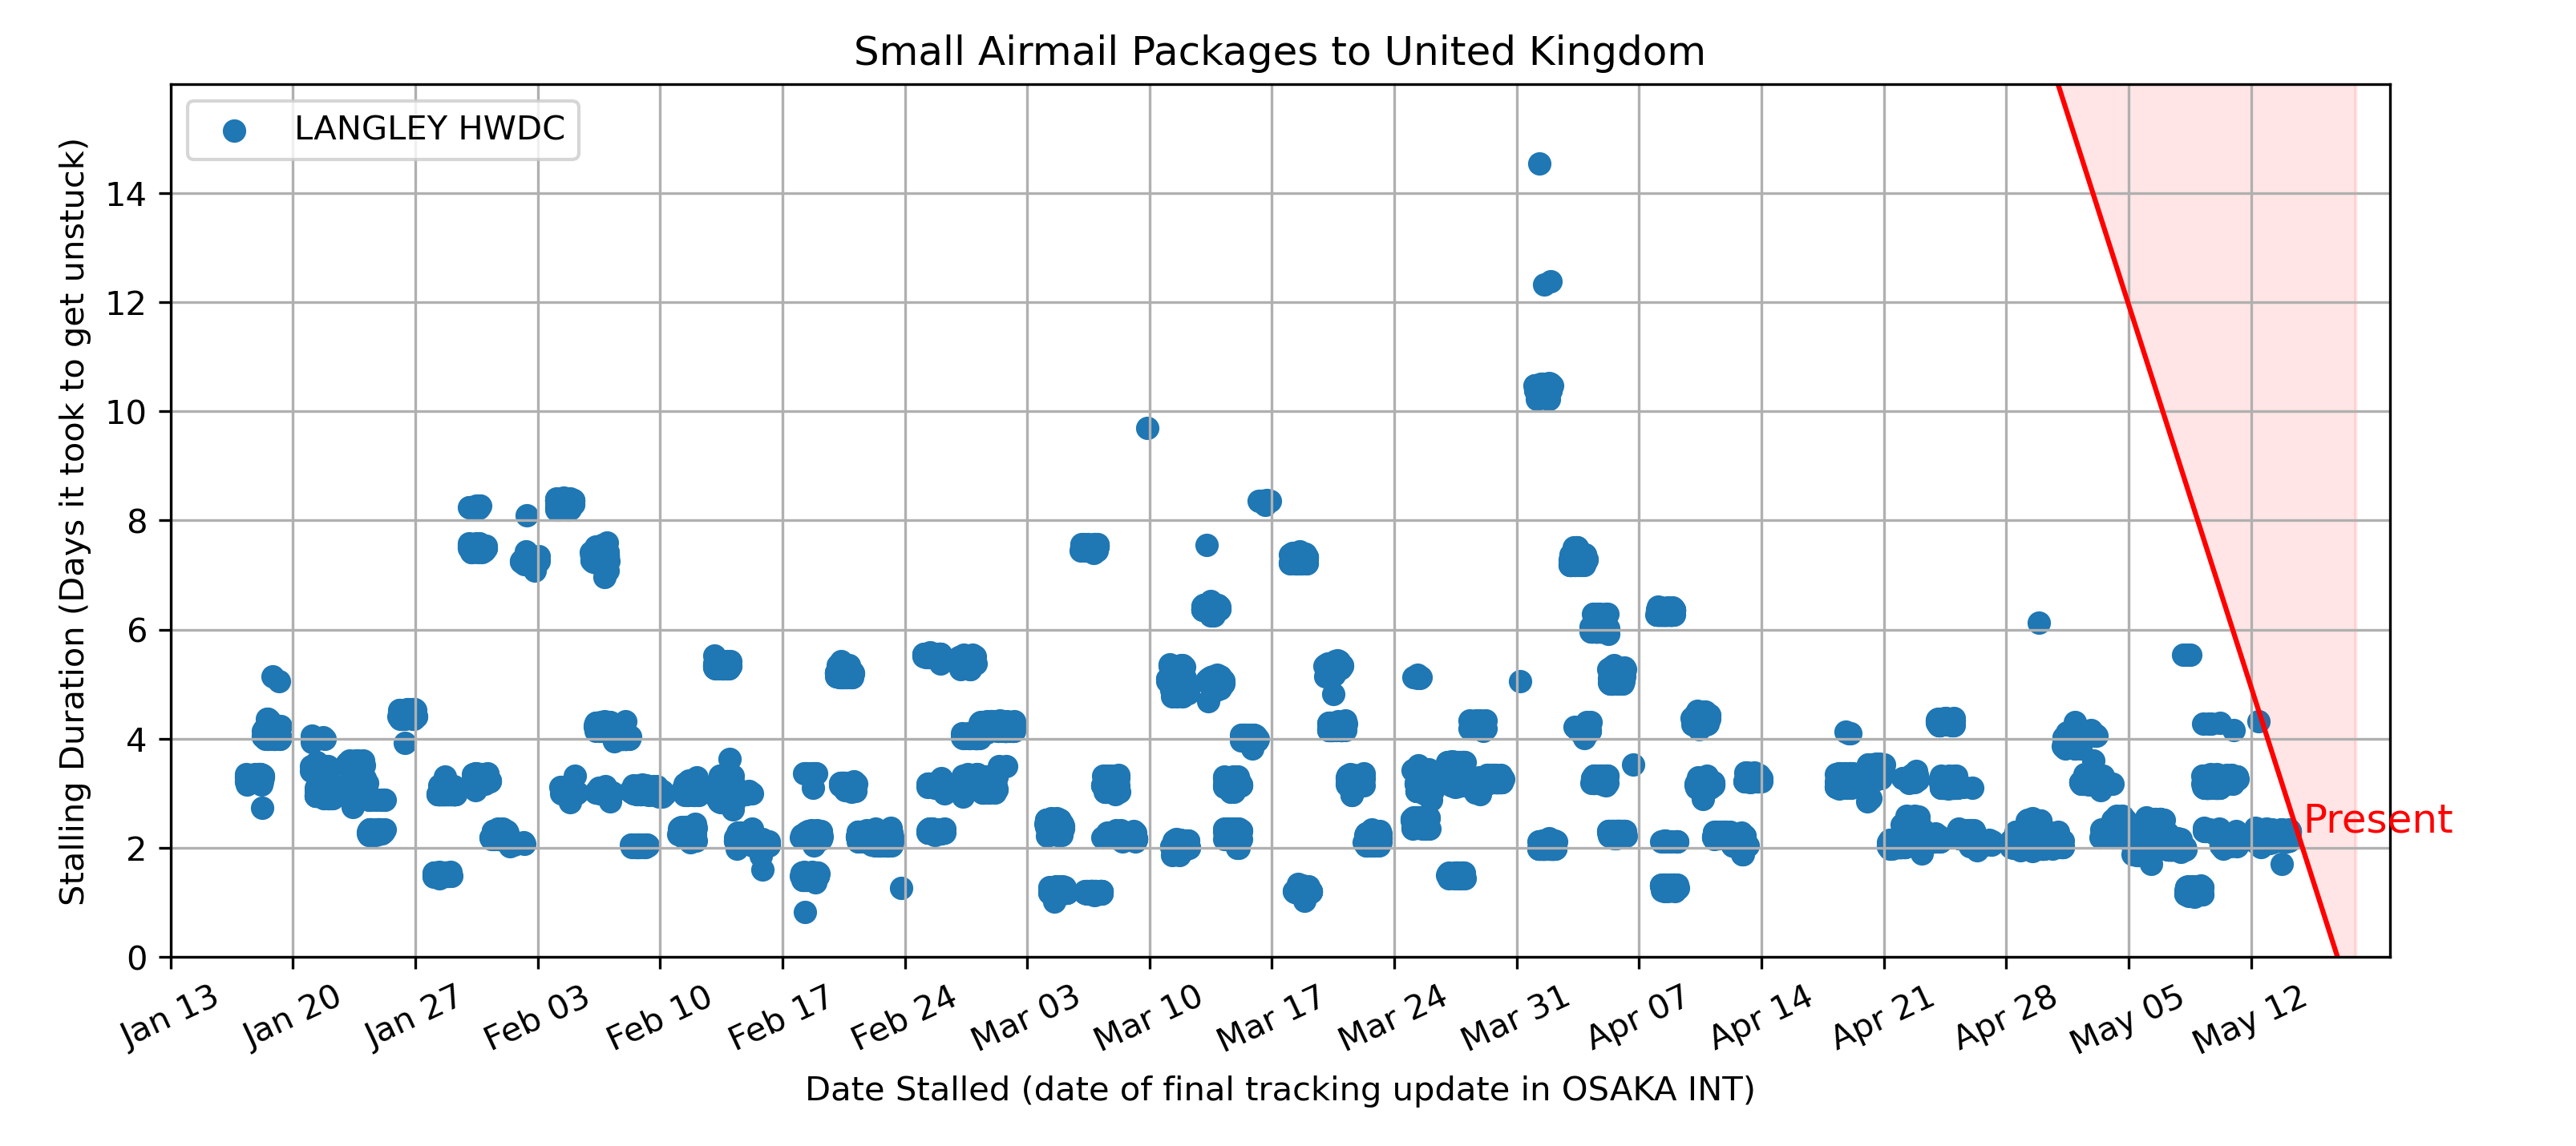 Small Airmail Packages to United Kingdom
LANGLEY HWDC
Stalling Duration (Days it took to get unstuck)
14
12
10
8
6
4
2
0
Present
Jan 13
Jan 20
Jan 27
Feb 03
Feb 10
Feb 17
Feb 24
Mar 03
Mar 10
Mar 17
Mar 24
Mar 31
Apr 07
Apr 14
Apr 21
Apr 28
May 05
May 12
Date Stalled (date of final tracking update in OSAKA INT)